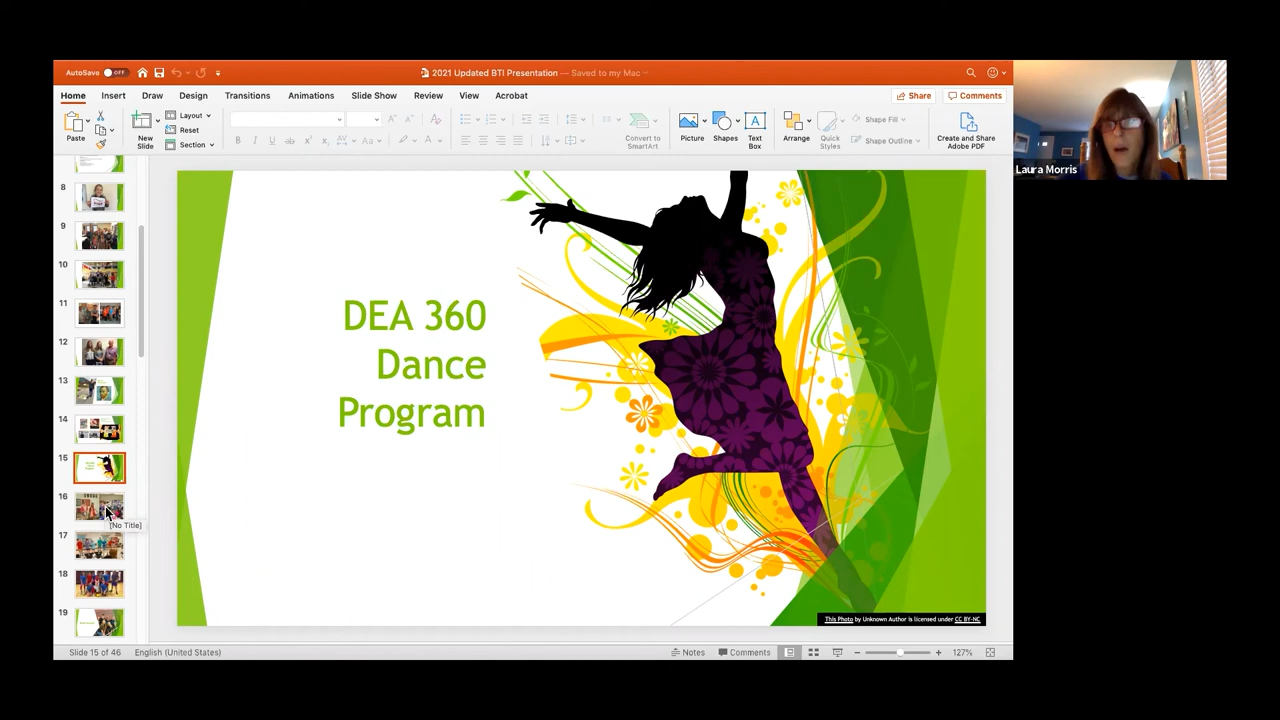 AutoSave OFF
2021 Updated BTI Presentation — Saved to my Mac
Home Insert Draw Design Transitions Animations Slide Show Review View Acrobat
Share Comments
Paste
New Slide
Layout
Reset
Section
Convert to SmartArt
Picture
Shapes
Text Box
Arrange
Quick Styles
Shape Fill
Shape Outline
Create and Share Adobe PDF
Laura Morris
8
9
10
11
12
13
14
15
16
[No Title]
17
18
19
DEA 360
Dance
Program
This Photo by Unknown Author is licensed under CC BY-NC
Slide 15 of 46 English (United States) Notes Comments 127%